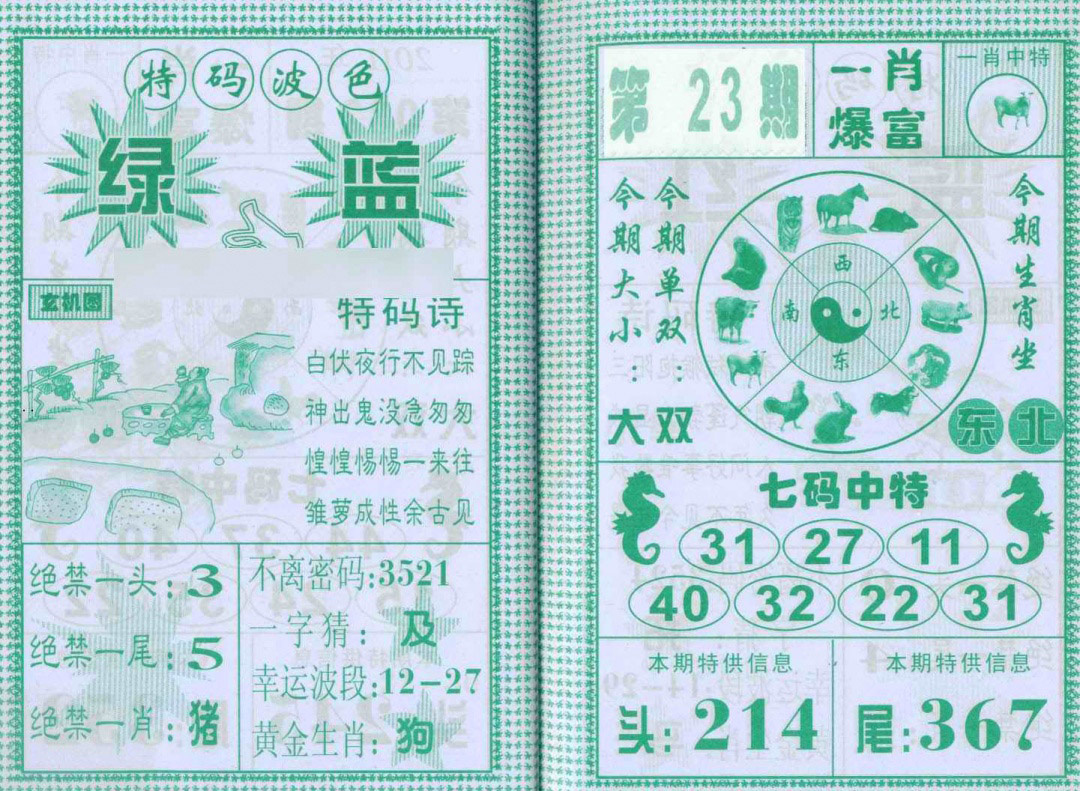 特码波色
绿 蓝
玄机图
特码诗
白伏夜行不见踪
神出鬼没急匆匆
惶惶惕惕一来往
雏萝成性余古见
绝禁一头:3
绝禁一尾:5
绝禁一肖:猪
不离密码:3521
一字猜:及
幸运波段:12-27
黄金生肖:狗
第 23 期
一肖
爆富
一肖中特
今期大小:大
今期单双:双
西
南 北
东
今期生肖坐
东北
七码中特
31 27 11
40 32 22 31
本期特供信息
头:214
本期特供信息
尾:367